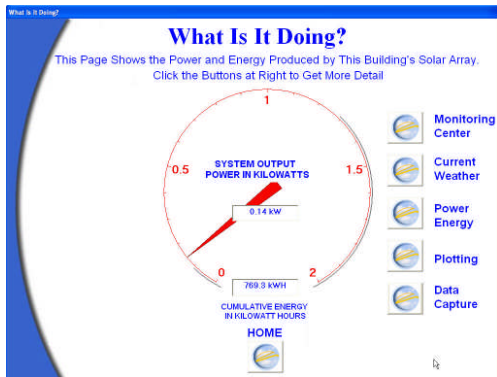 What Is It Doing?
What Is It Doing?
This Page Shows the Power and Energy Produced by This Building's Solar Array.
Click the Buttons at Right to Get More Detail
1
0.5
1.5
SYSTEM OUTPUT
POWER IN KILOWATTS
0.14 kW
0
2
769.3 kWH
CUMULATIVE ENERGY
IN KILOWATT HOURS
HOME
Monitoring
Center
Current
Weather
Power
Energy
Plotting
Data
Capture